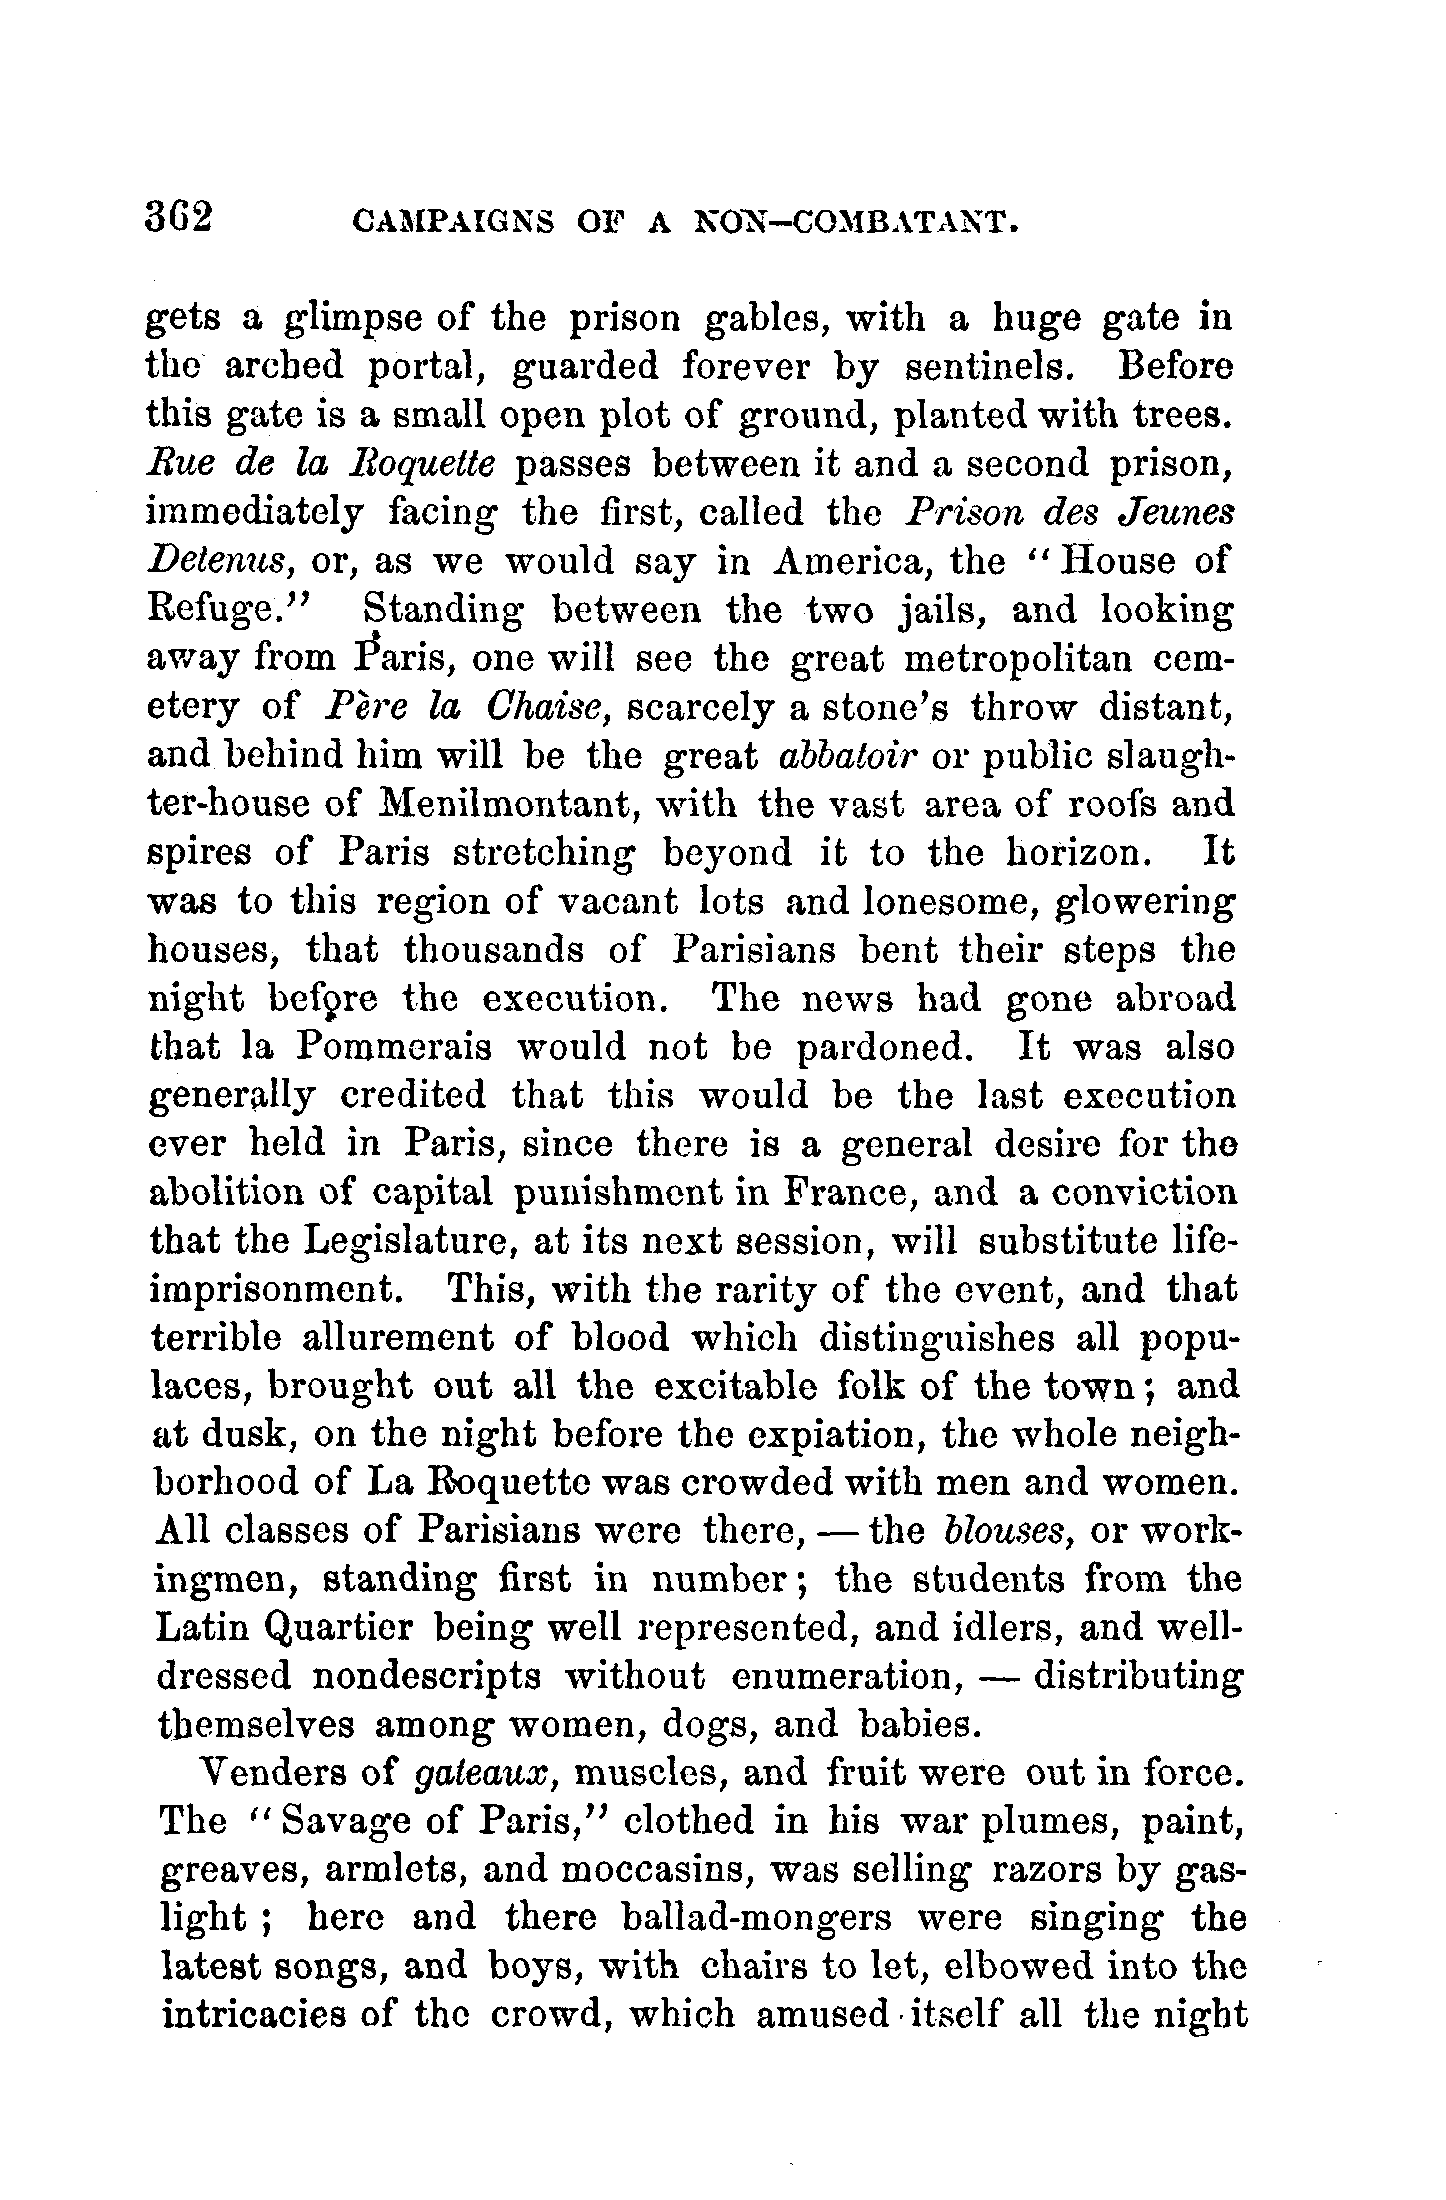 362 CAMPAIGNS OF A NON-COMBATANT.
gets a glimpse of the prison gables, with a huge gate in
the arched portal, guarded forever by sentinels. Before
this gate is a small open plot of ground, planted with trees.
Rue de la Roquette passes between it and a second prison,
immediately facing the first, called the Prison des Jeunes
Detenus, or, as we would say in America, the “House of
Refuge.” Standing between the two jails, and looking
away from Paris, one will see the great metropolitan cem-
etery of Père la Chaise, scarcely a stone’s throw distant,
and behind him will be the great abbatoir or public slaugh-
ter-house of Menilmontant, with the vast area of roofs and
spires of Paris stretching beyond it to the horizon. It
was to this region of vacant lots and lonesome, glowering
houses, that thousands of Parisians bent their steps the
night before the execution. The news had gone abroad
that la Pommerais would not be pardoned. It was also
generally credited that this would be the last execution
ever held in Paris, since there is a general desire for the
abolition of capital punishment in France, and a conviction
that the Legislature, at its next session, will substitute life-
imprisonment. This, with the rarity of the event, and that
terrible allurement of blood which distinguishes all popu-
laces, brought out all the excitable folk of the town; and
at dusk, on the night before the expiation, the whole neigh-
borhood of La Roquette was crowded with men and women.
All classes of Parisians were there, — the blouses, or work-
ingmen, standing first in number; the students from the
Latin Quartier being well represented, and idlers, and well-
dressed nondescripts without enumeration, — distributing
themselves among women, dogs, and babies.
Venders of gateaux, muscles, and fruit were out in force.
The “Savage of Paris,” clothed in his war plumes, paint,
greaves, armlets, and moccasins, was selling razors by gas-
light; here and there ballad-mongers were singing the
latest songs, and boys, with chairs to let, elbowed into the
intricacies of the crowd, which amused itself all the night